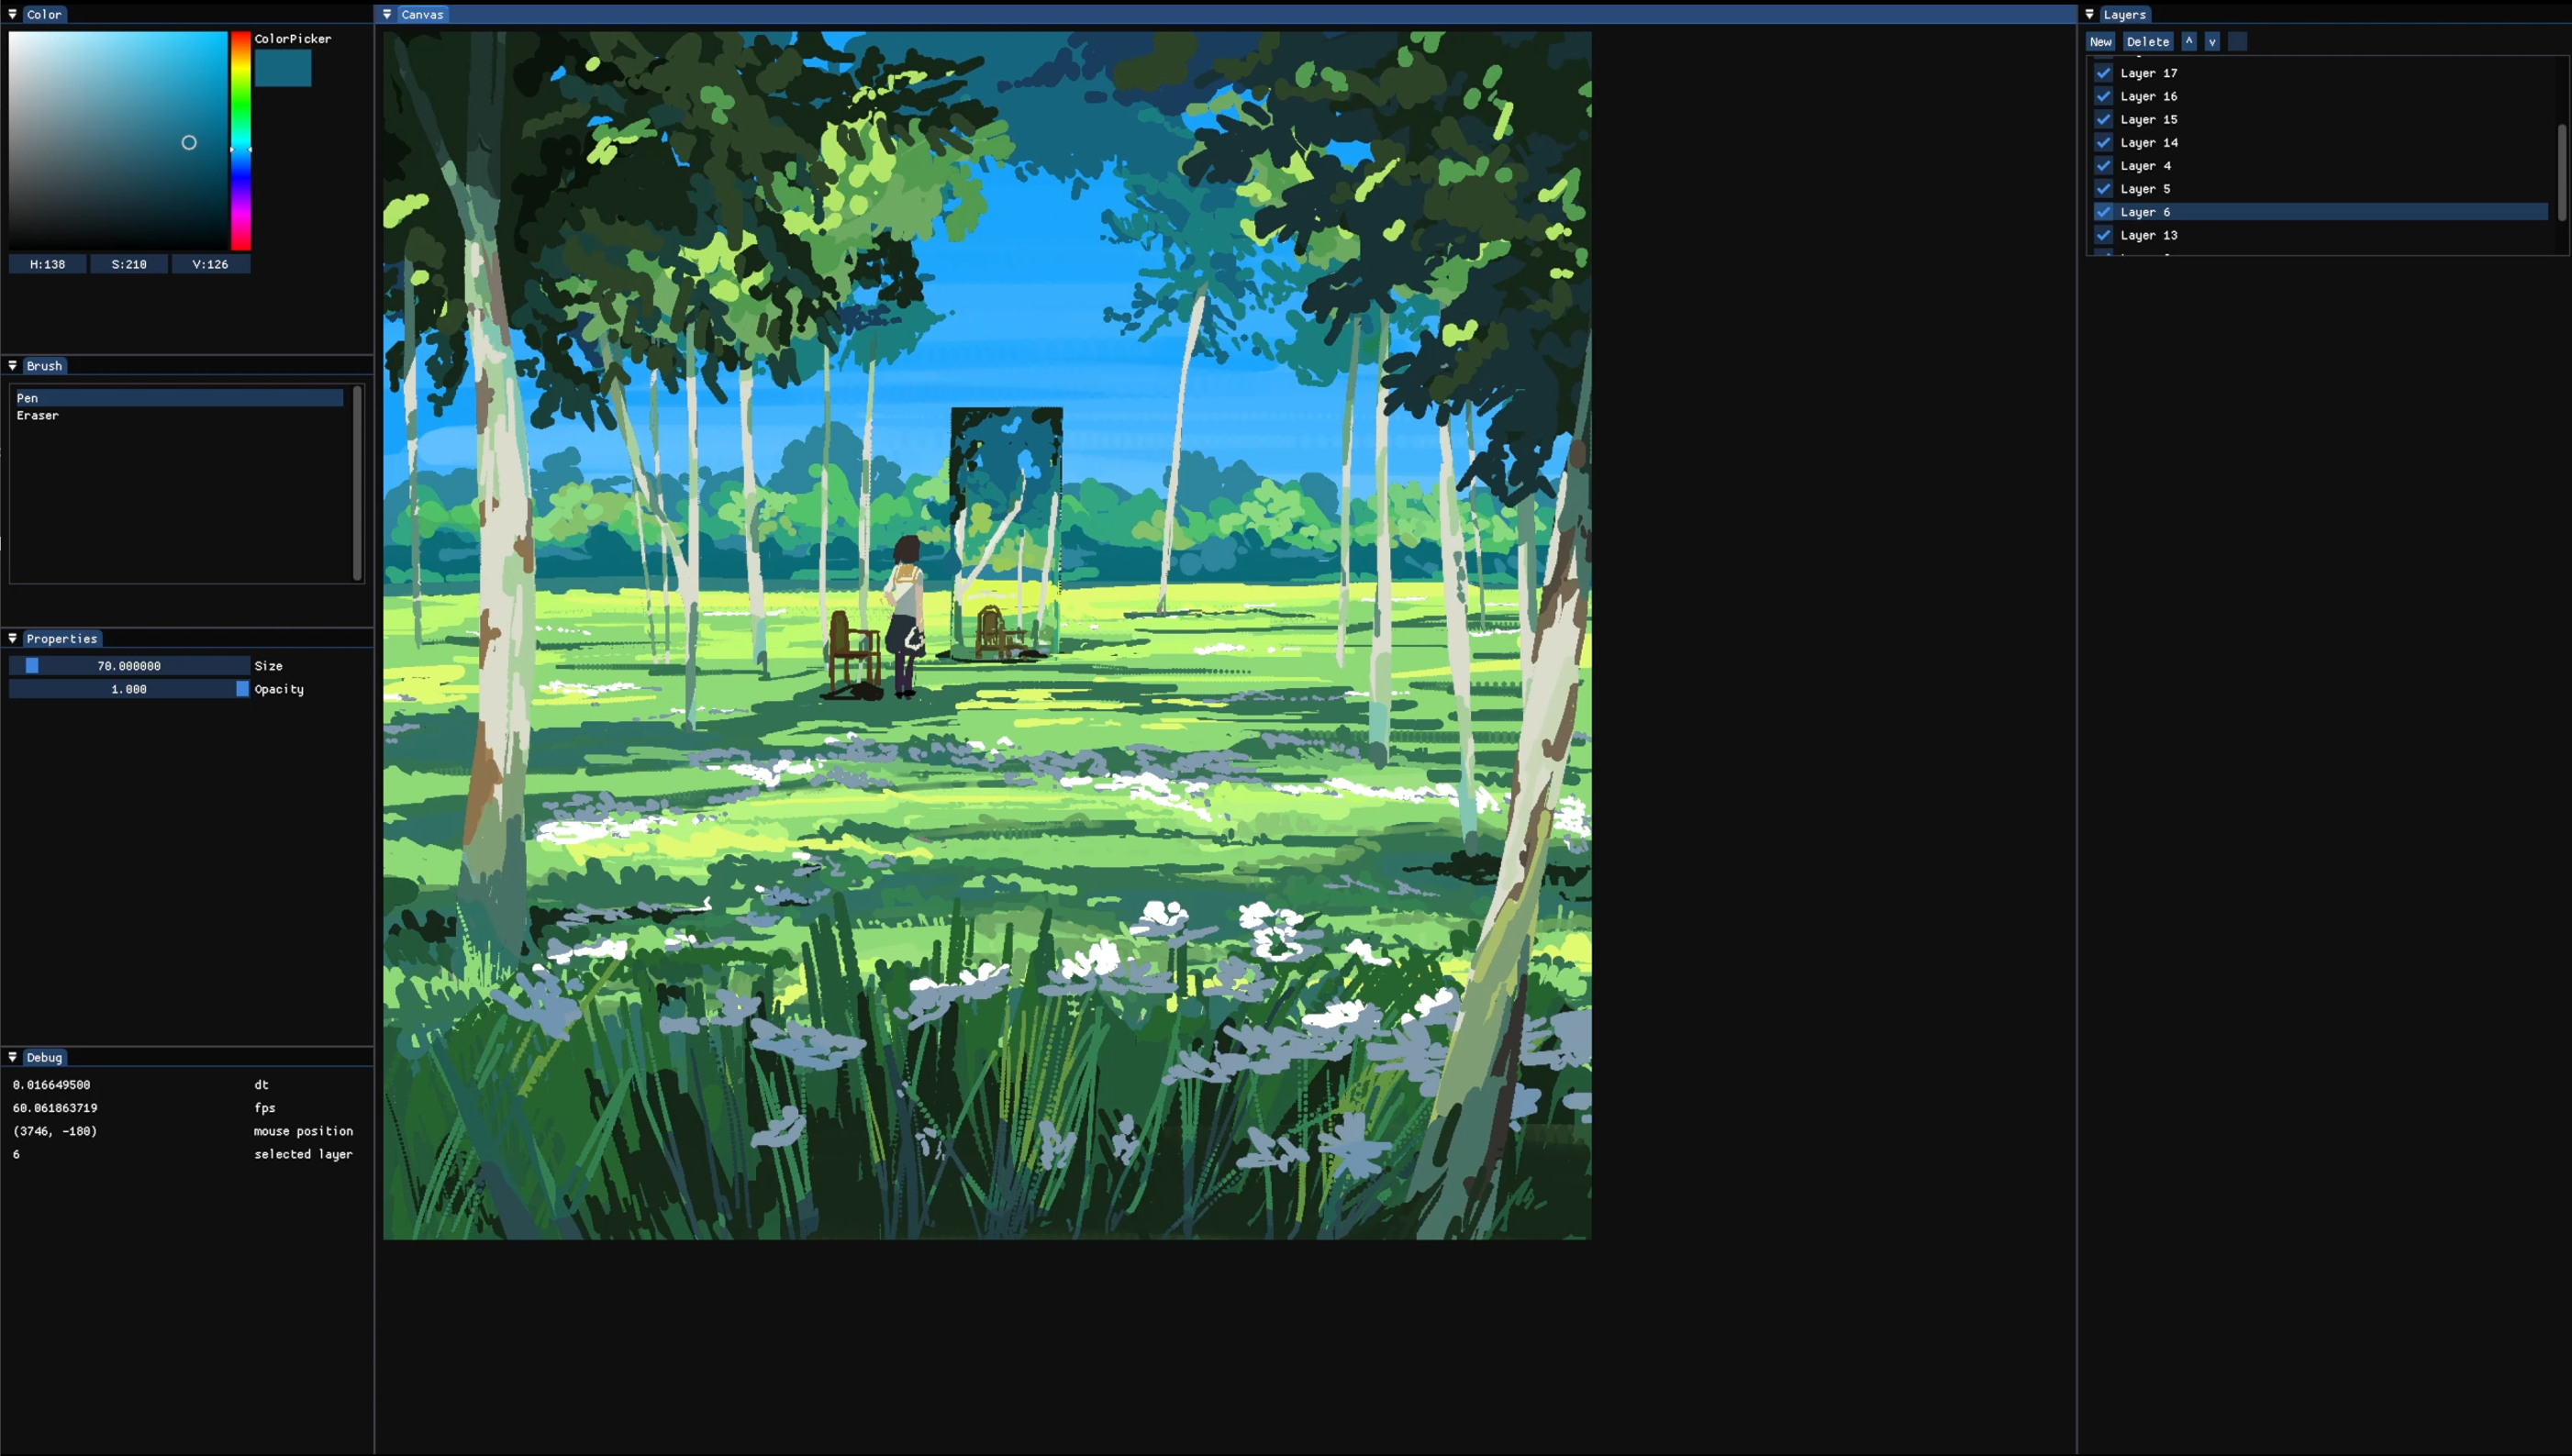 Color
ColorPicker
H:138 S:210 V:126
Brush
Pen
Eraser
Properties
70.000000 Size
1.000 Opacity
Debug
0.016649500 dt
60.061863719 fps
(3746, -180) mouse position
6 selected layer
Canvas
Layers
New Delete ^ v
Layer 17
Layer 16
Layer 15
Layer 14
Layer 4
Layer 5
Layer 6
Layer 13